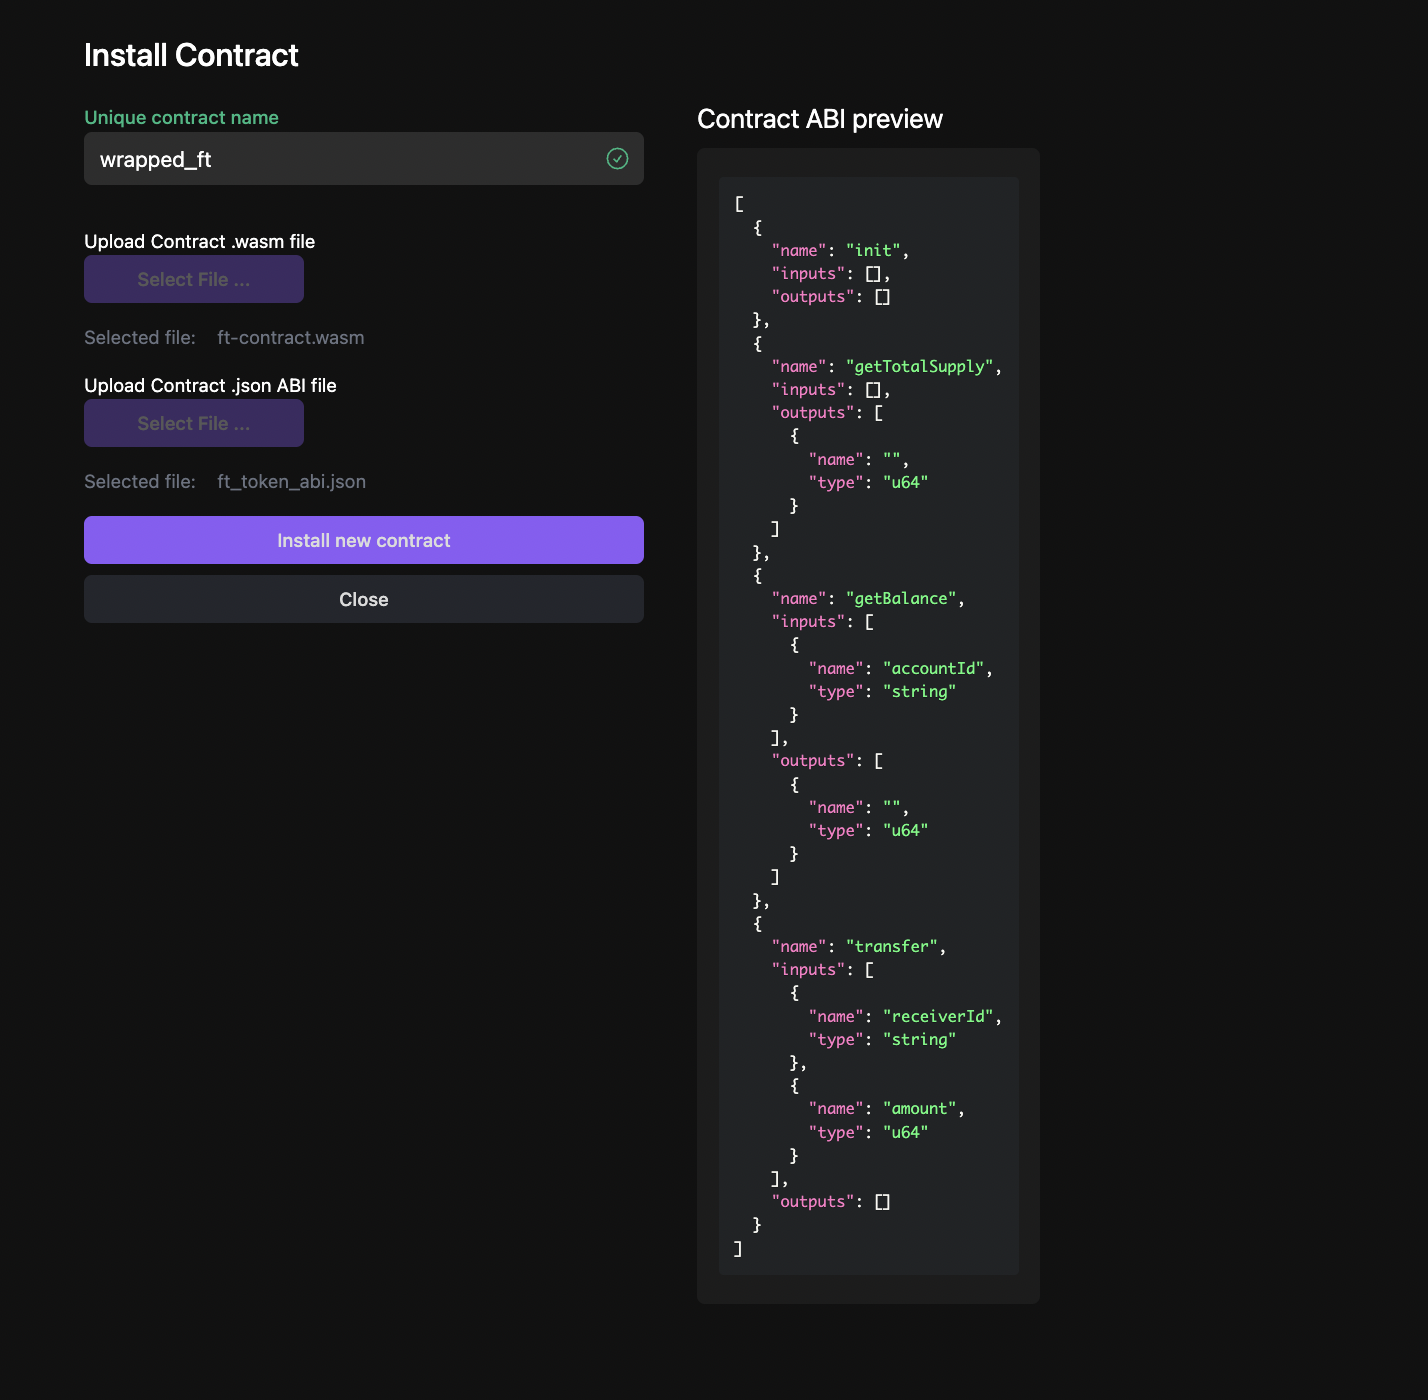 Install Contract
Unique contract name
wrapped_ft
Upload Contract .wasm file
Select File ...
Selected file: ft-contract.wasm
Upload Contract .json ABI file
Select File ...
Selected file: ft_token_abi.json
Install new contract
Close
Contract ABI preview
[
  {
    "name": "init",
    "inputs": [],
    "outputs": []
  },
  {
    "name": "getTotalSupply",
    "inputs": [],
    "outputs": [
      {
        "name": "",
        "type": "u64"
      }
    ]
  },
  {
    "name": "getBalance",
    "inputs": [
      {
        "name": "accountId",
        "type": "string"
      }
    ],
    "outputs": [
      {
        "name": "",
        "type": "u64"
      }
    ]
  },
  {
    "name": "transfer",
    "inputs": [
      {
        "name": "receiverId",
        "type": "string"
      },
      {
        "name": "amount",
        "type": "u64"
      }
    ],
    "outputs": []
  }
]